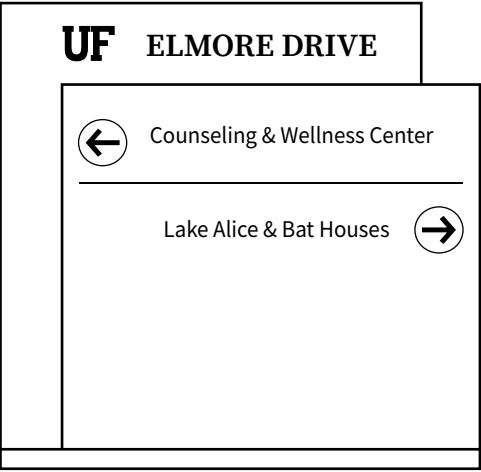 UF ELMORE DRIVE
Counseling & Wellness Center
Lake Alice & Bat Houses